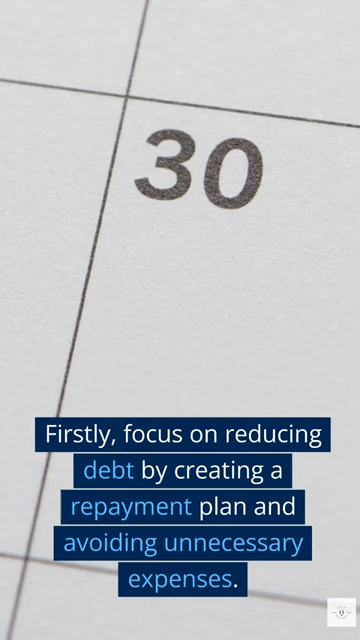 30
Firstly, focus on reducing
debt by creating a
repayment plan and
avoiding unnecessary
expenses.